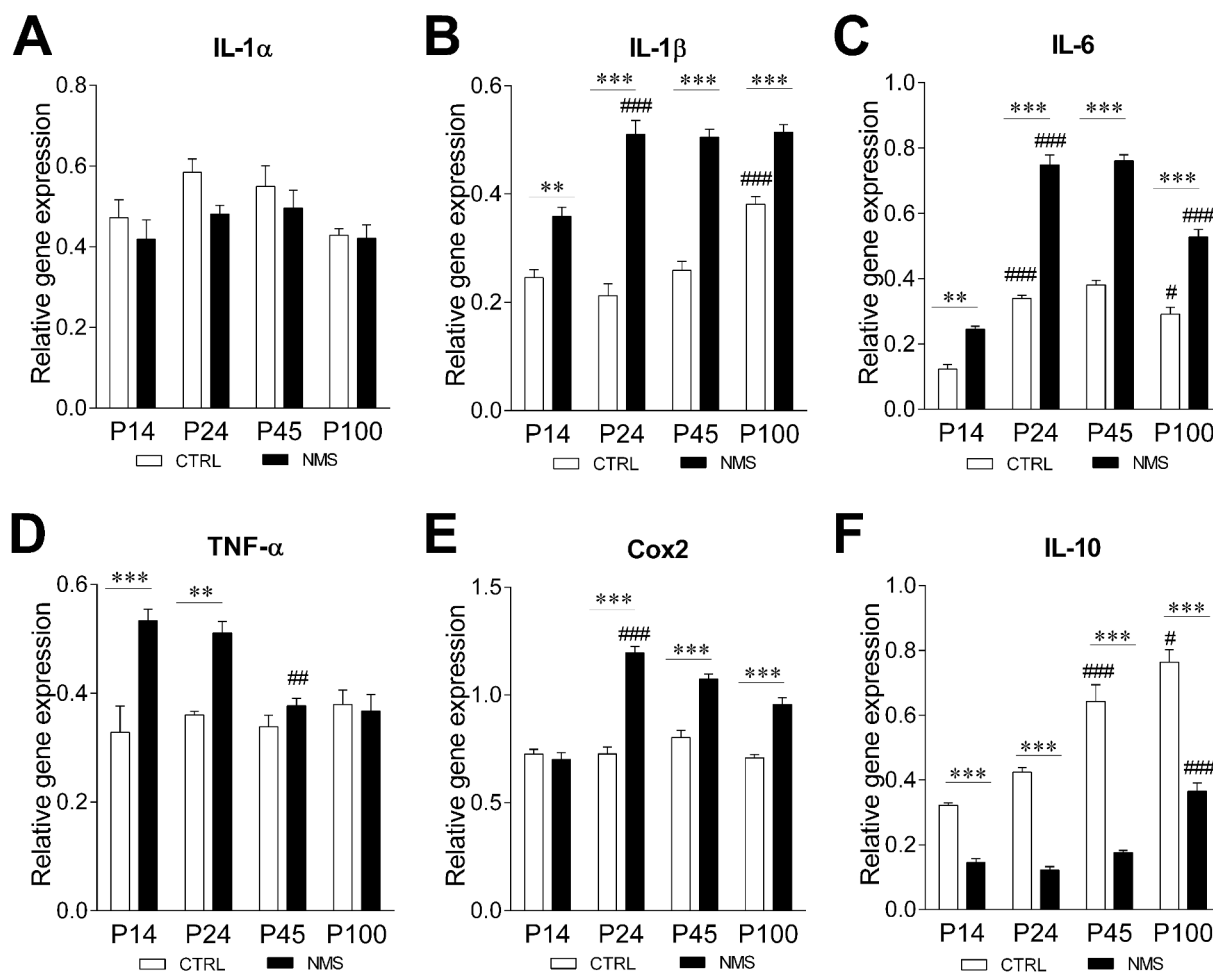 A
IL-1α
Relative gene expression
0.8
0.6
0.4
0.2
0.0
P14 P24 P45 P100
CTRL NMS
B
IL-1β
Relative gene expression
0.6
0.4
0.2
0.0
** *** ### *** ### ***
P14 P24 P45 P100
CTRL NMS
C
IL-6
Relative gene expression
1.0
0.8
0.6
0.4
0.2
0.0
** ### *** ### *** # *** ###
P14 P24 P45 P100
CTRL NMS
D
TNF-α
Relative gene expression
0.6
0.4
0.2
0.0
*** ** ##
P14 P24 P45 P100
CTRL NMS
E
Cox2
Relative gene expression
1.5
1.0
0.5
0.0
*** ### *** ***
P14 P24 P45 P100
CTRL NMS
F
IL-10
Relative gene expression
1.0
0.8
0.6
0.4
0.2
0.0
*** *** ### *** # *** ###
P14 P24 P45 P100
CTRL NMS